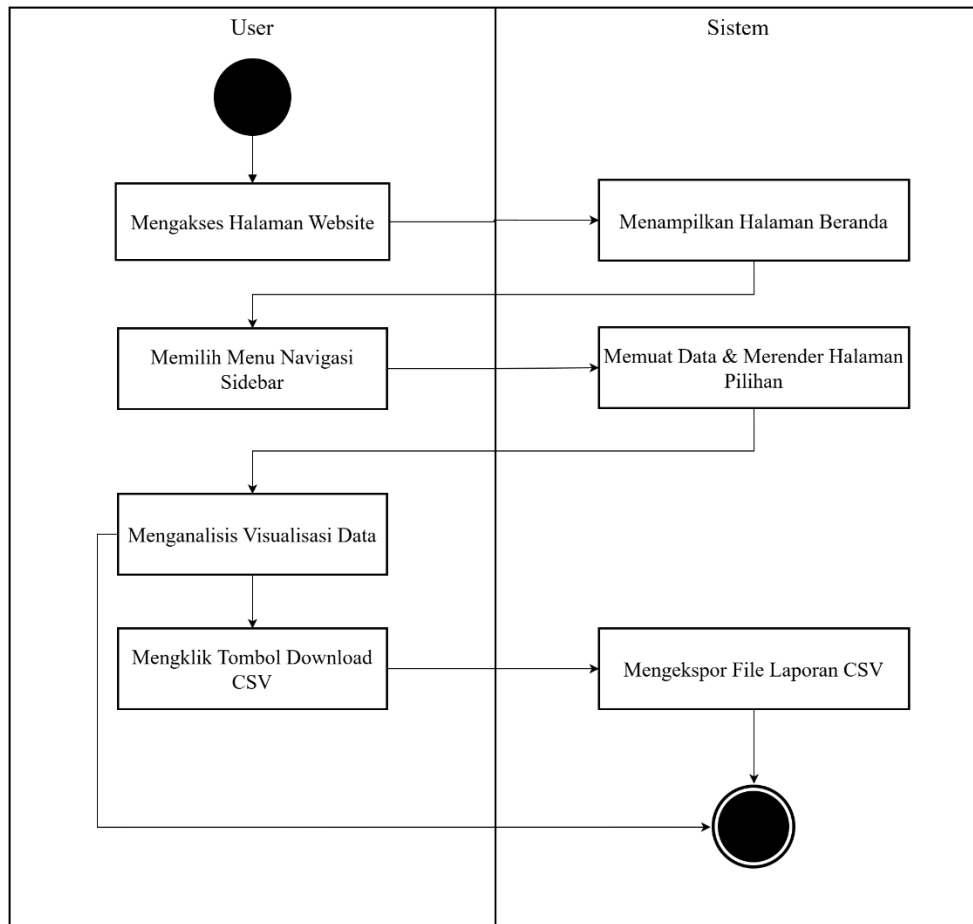 User
Sistem
Mengakses Halaman Website
Menampilkan Halaman Beranda
Memilih Menu Navigasi
Sidebar
Memuat Data & Merender Halaman
Pilihan
Menganalisis Visualisasi Data
Mengklik Tombol Download
CSV
Mengekspor File Laporan CSV